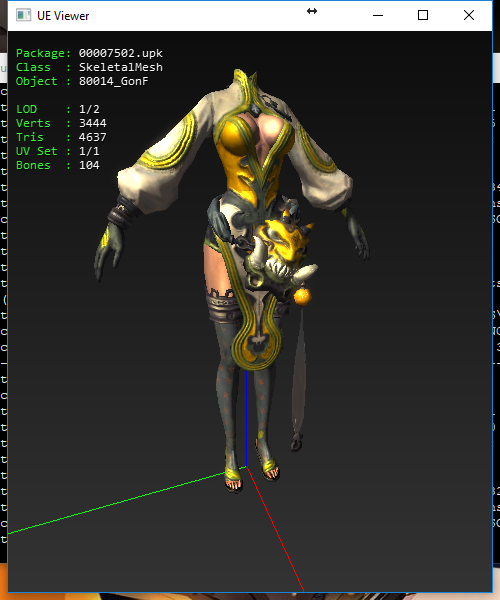 UE Viewer
Package: 00007502.upk
Class : SkeletalMesh
Object : 80014_GonF
LOD : 1/2
Verts : 3444
Tris : 4637
UV Set : 1/1
Bones : 104